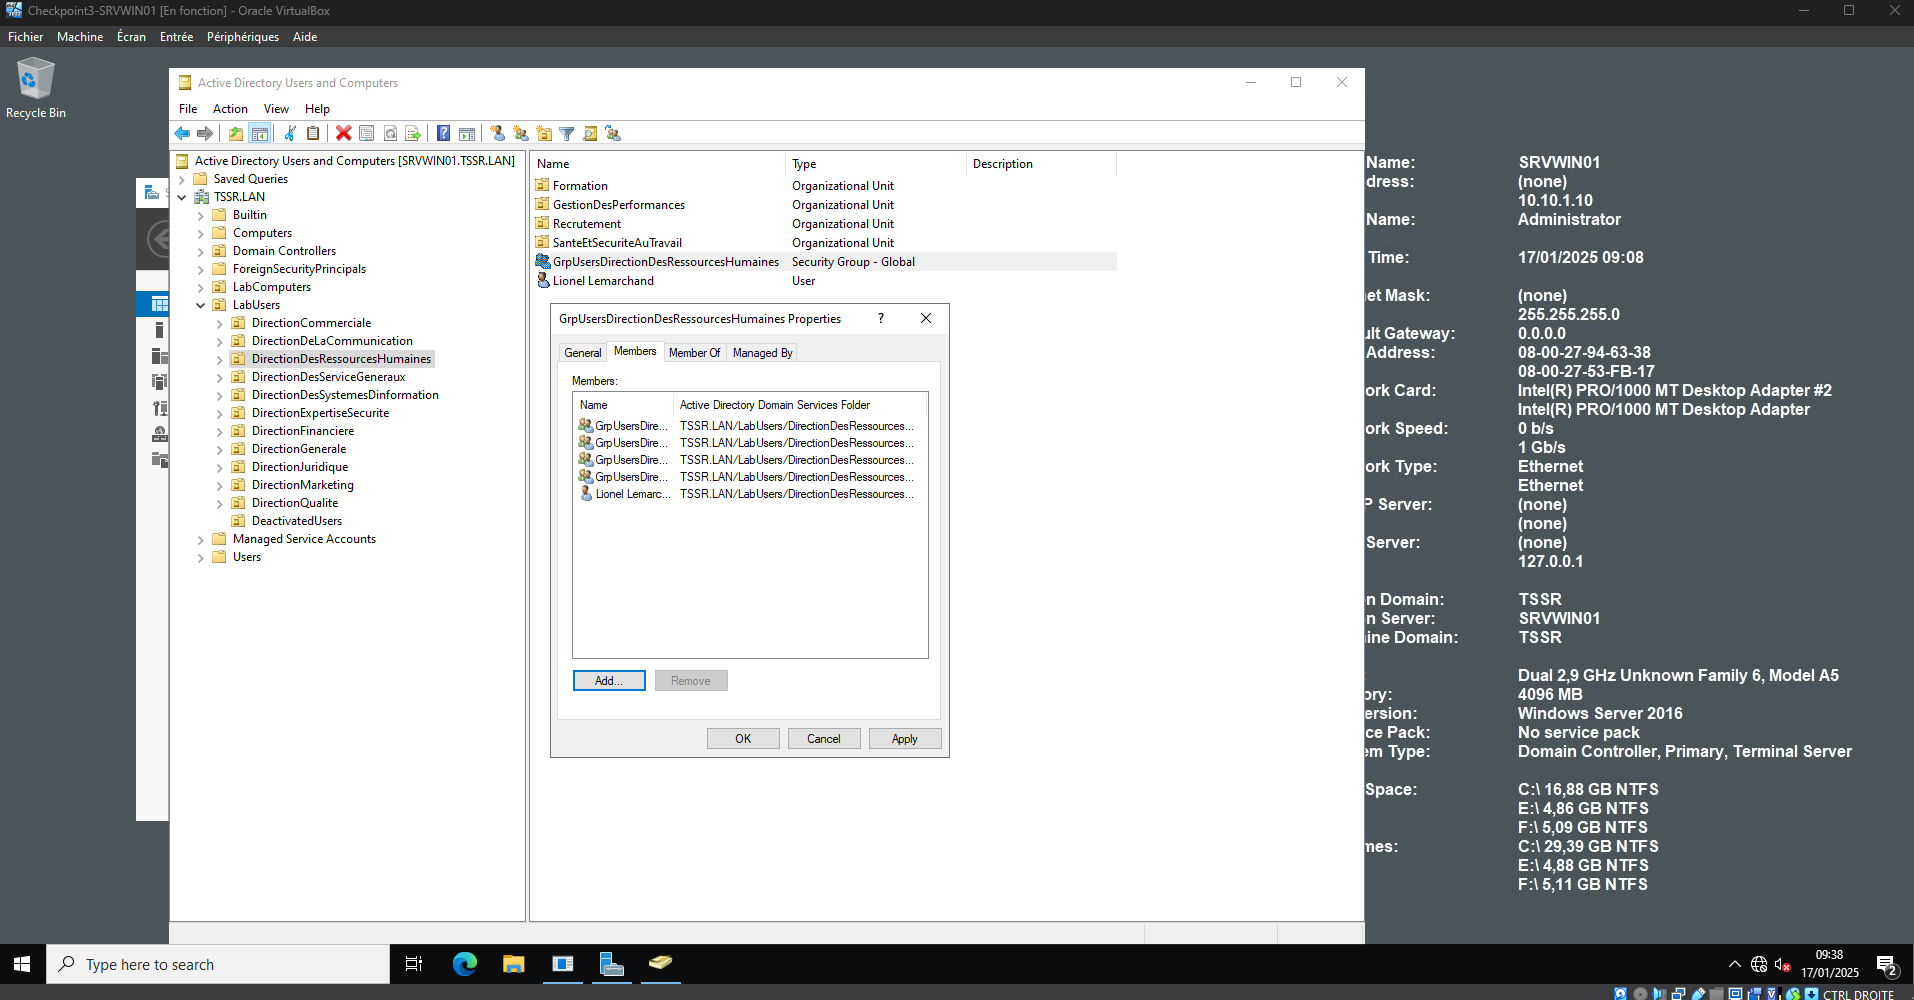 Checkpoint3-SRVWIN01 [En fonction] - Oracle VirtualBox
Fichier Machine Écran Entrée Périphériques Aide
Recycle Bin
Active Directory Users and Computers
File Action View Help
Active Directory Users and Computers [SRVWIN01.TSSR.LAN]
Saved Queries
TSSR.LAN
Builtin
Computers
Domain Controllers
ForeignSecurityPrincipals
LabComputers
LabUsers
DirectionCommerciale
DirectionDeLaCommunication
DirectionDesRessourcesHumaines
DirectionDesServiceGeneraux
DirectionDesSystemesDinformation
DirectionExpertiseSecurite
DirectionFinanciere
DirectionGenerale
DirectionJuridique
DirectionMarketing
DirectionQualite
DeactivatedUsers
Managed Service Accounts
Users
Name Type Description
Formation Organizational Unit
GestionDesPerformances Organizational Unit
Recrutement Organizational Unit
SanteEtSecuriteAuTravail Organizational Unit
GrpUsersDirectionDesRessourcesHumaines Security Group - Global
Lionel Lemarchand User
GrpUsersDirectionDesRessourcesHumaines Properties ?
General Members Member Of Managed By
Members:
Name Active Directory Domain Services Folder
GrpUsersDire... TSSR.LAN/LabUsers/DirectionDesRessources...
GrpUsersDire... TSSR.LAN/LabUsers/DirectionDesRessources...
GrpUsersDire... TSSR.LAN/LabUsers/DirectionDesRessources...
GrpUsersDire... TSSR.LAN/LabUsers/DirectionDesRessources...
Lionel Lemarc... TSSR.LAN/LabUsers/DirectionDesRessources...
Add... Remove
OK Cancel Apply
Name: SRVWIN01
dress: (none)
10.10.1.10
Name: Administrator
Time: 17/01/2025 09:08
et Mask: (none)
255.255.255.0
ult Gateway: 0.0.0.0
Address: 08-00-27-94-63-38
08-00-27-53-FB-17
ork Card: Intel(R) PRO/1000 MT Desktop Adapter #2
Intel(R) PRO/1000 MT Desktop Adapter
ork Speed: 0 b/s
1 Gb/s
ork Type: Ethernet
Ethernet
P Server: (none)
(none)
Server: (none)
127.0.0.1
n Domain: TSSR
n Server: SRVWIN01
ine Domain: TSSR
Dual 2,9 GHz Unknown Family 6, Model A5
ory: 4096 MB
ersion: Windows Server 2016
ce Pack: No service pack
em Type: Domain Controller, Primary, Terminal Server
Space: C:\ 16,88 GB NTFS
E:\ 4,86 GB NTFS
F:\ 5,09 GB NTFS
mes: C:\ 29,39 GB NTFS
E:\ 4,88 GB NTFS
F:\ 5,11 GB NTFS
Type here to search
09:38
17/01/2025
2
CTRL DROITE